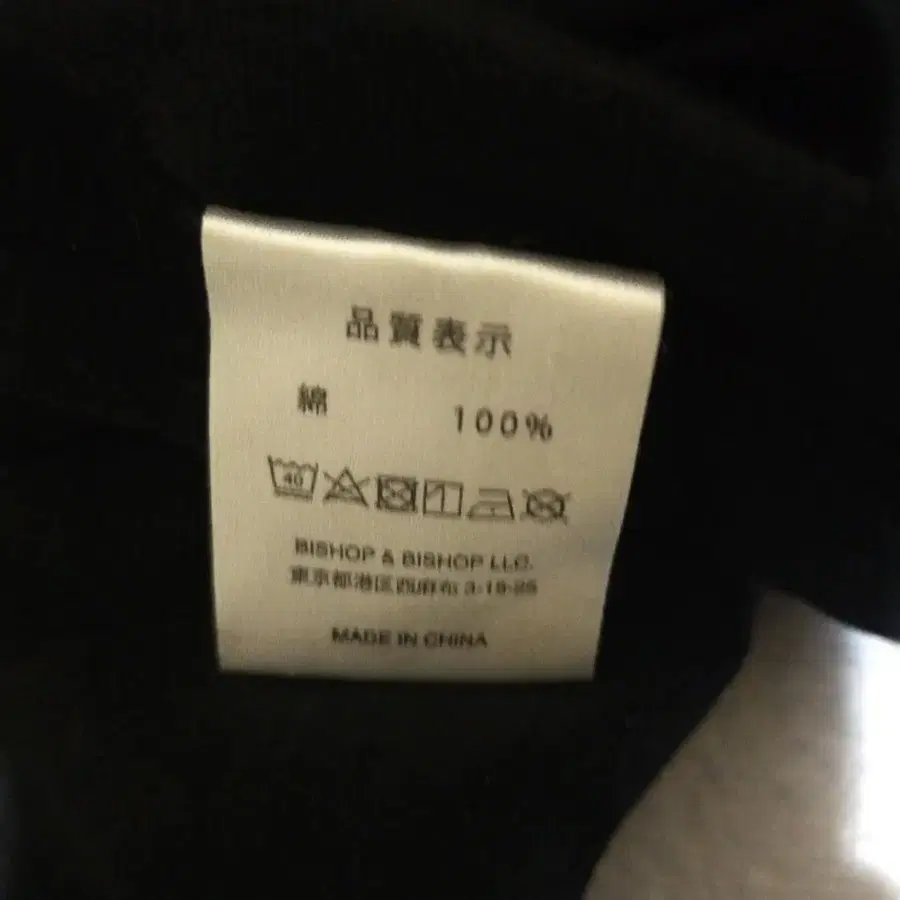 品質表示
綿 100%
40
BISHOP & BISHOP LLC.
東京都港区西麻布 3-19-25
MADE IN CHINA